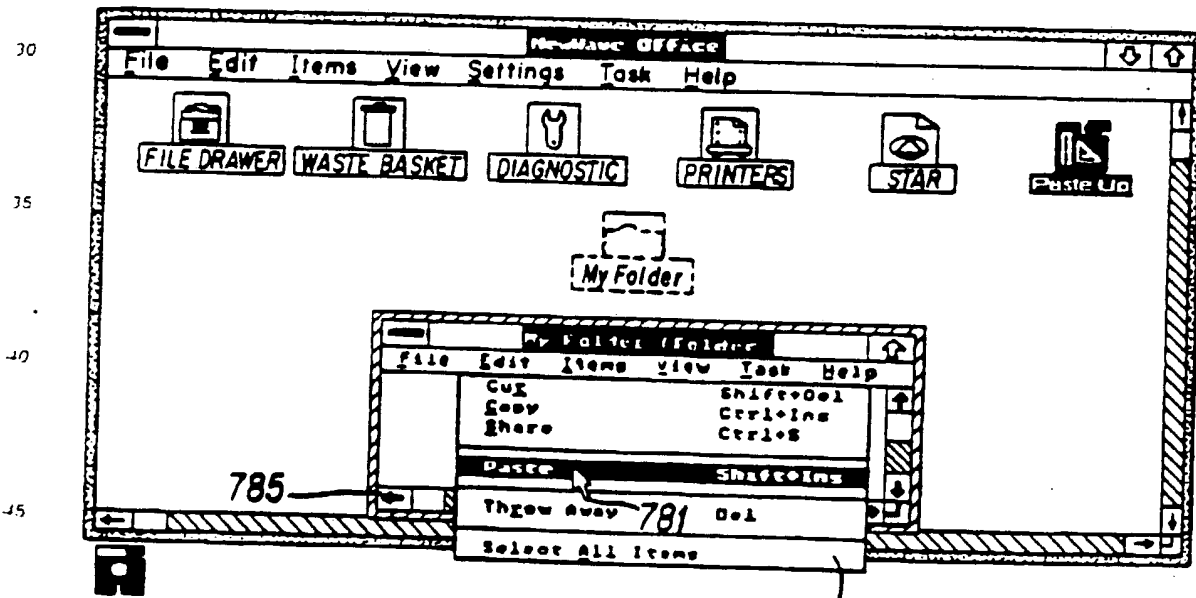 30
NewWave Office
File Edit Items View Settings Task Help
FILE DRAWER WASTE BASKET DIAGNOSTIC PRINTERS STAR Paste Up
35
My Folder
My Folder (Folder
40
File Edit Items View Task Help
Cut Shift+Del
Copy Ctrl+Ins
Share Ctrl+S
Paste Shift+Ins
785
45
Throw Away 781 Del
Select All Items